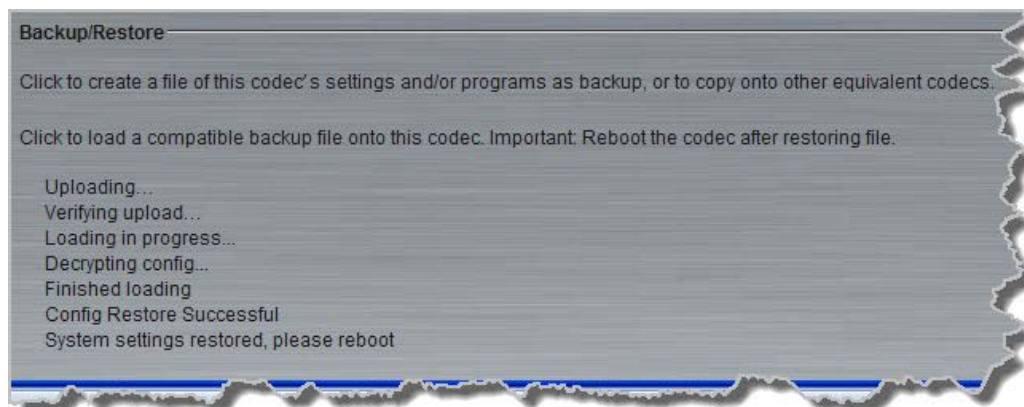 Backup/Restore
Click to create a file of this codec's settings and/or programs as backup, or to copy onto other equivalent codecs.
Click to load a compatible backup file onto this codec. Important: Reboot the codec after restoring file.
Uploading...
Verifying upload...
Loading in progress...
Decrypting config...
Finished loading
Config Restore Successful
System settings restored, please reboot